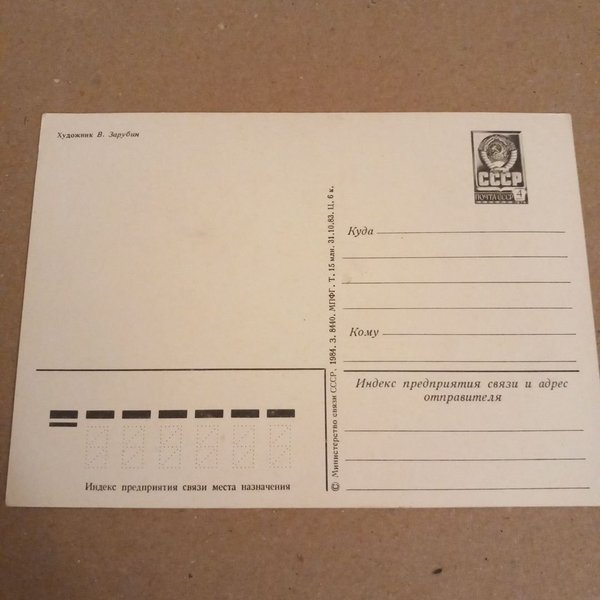 Художник В. Зарубин
СССР
ПОЧТА СССР
4
Куда
Кому
© Министерство связи СССР. 1984. З. 8440. МПФГ. Т. 15 млн. 31.10.83. Ц. 6 к.
Индекс предприятия связи и адрес
отправителя
Индекс предприятия связи места назначения